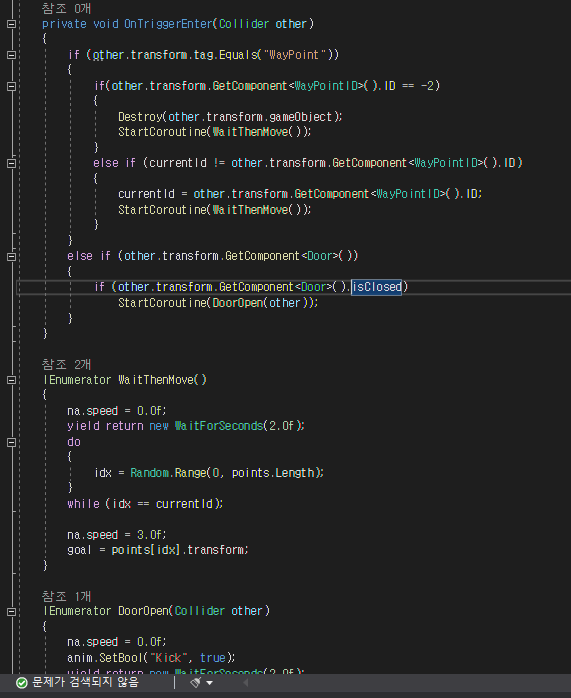 참조 0개
private void OnTriggerEnter(Collider other)
{
if (other.transform.tag.Equals("WayPoint"))
{
if(other.transform.GetComponent<WayPointID>().ID == -2)
{
Destroy(other.transform.gameObject);
StartCoroutine(WaitThenMove());
}
else if (currentId != other.transform.GetComponent<WayPointID>().ID)
{
currentId = other.transform.GetComponent<WayPointID>().ID;
StartCoroutine(WaitThenMove());
}
}
else if (other.transform.GetComponent<Door>())
{
if (other.transform.GetComponent<Door>().isClosed)
StartCoroutine(DoorOpen(other));
}
}
참조 2개
IEnumerator WaitThenMove()
{
na.speed = 0.0f;
yield return new WaitForSeconds(2.0f);
do
{
idx = Random.Range(0, points.Length);
}
while (idx == currentId);
na.speed = 3.0f;
goal = points[idx].transform;
}
참조 1개
IEnumerator DoorOpen(Collider other)
{
na.speed = 0.0f;
anim.SetBool("Kick", true);
yield return new WaitForSeconds(2.0f);
문제가 검색되지 않음